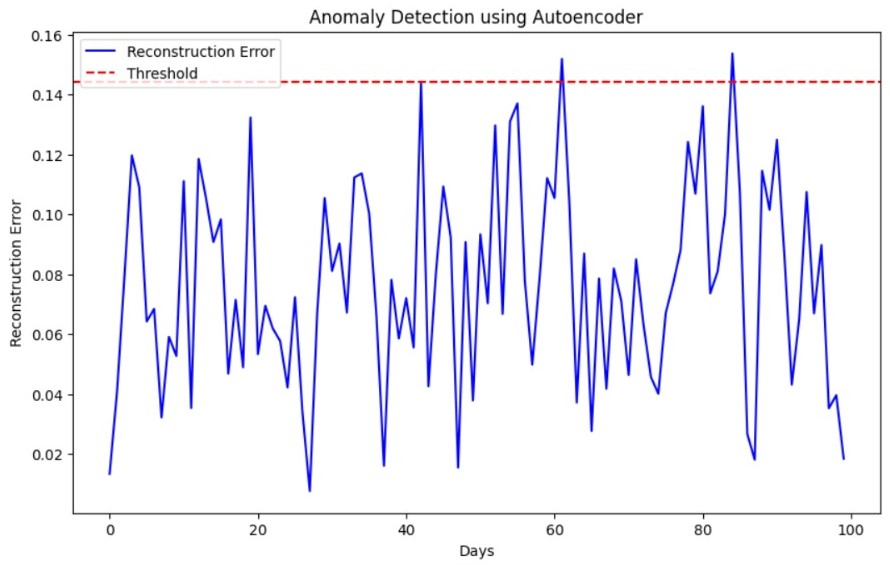 Anomaly Detection using Autoencoder
Reconstruction Error
Threshold
0.16
0.14
0.12
0.10
0.08
0.06
0.04
0.02
Reconstruction Error
0
20
40
60
80
100
Days